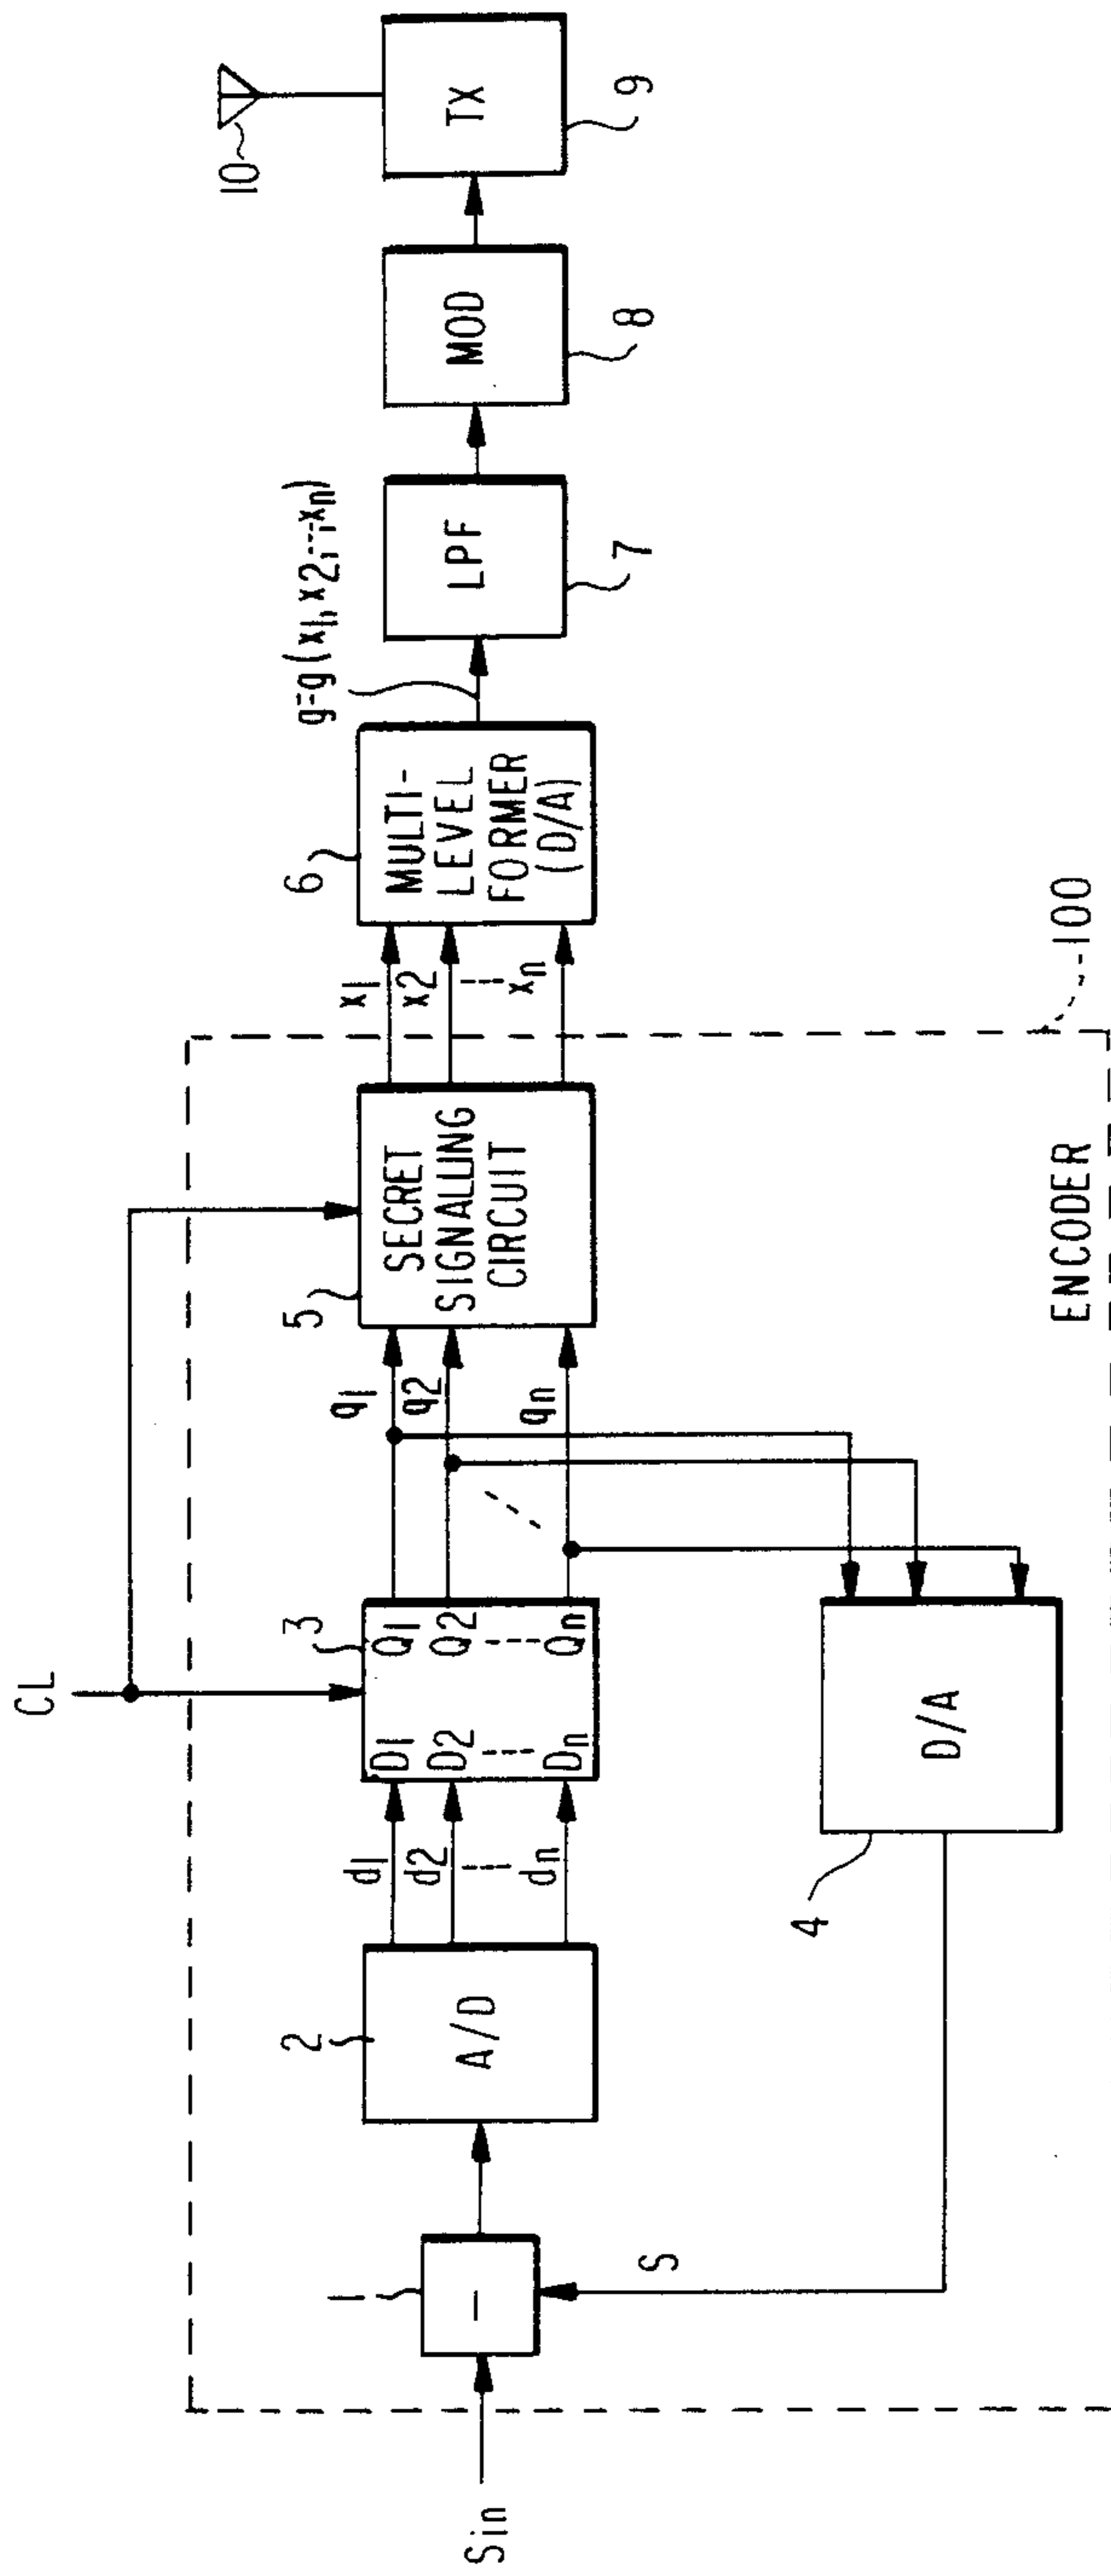 Sin
1
−
S
2
A/D
d1
d2
dn
CL
3
D1
D2
Dn
Q1
Q2
Qn
4
D/A
q1
q2
qn
5
SECRET
SIGNALLING
CIRCUIT
ENCODER
100
x1
x2
xn
6
MULTI-
LEVEL
FORMER
(D/A)
g=g(x1,x2,---,xn)
7
LPF
8
MOD
9
TX
10